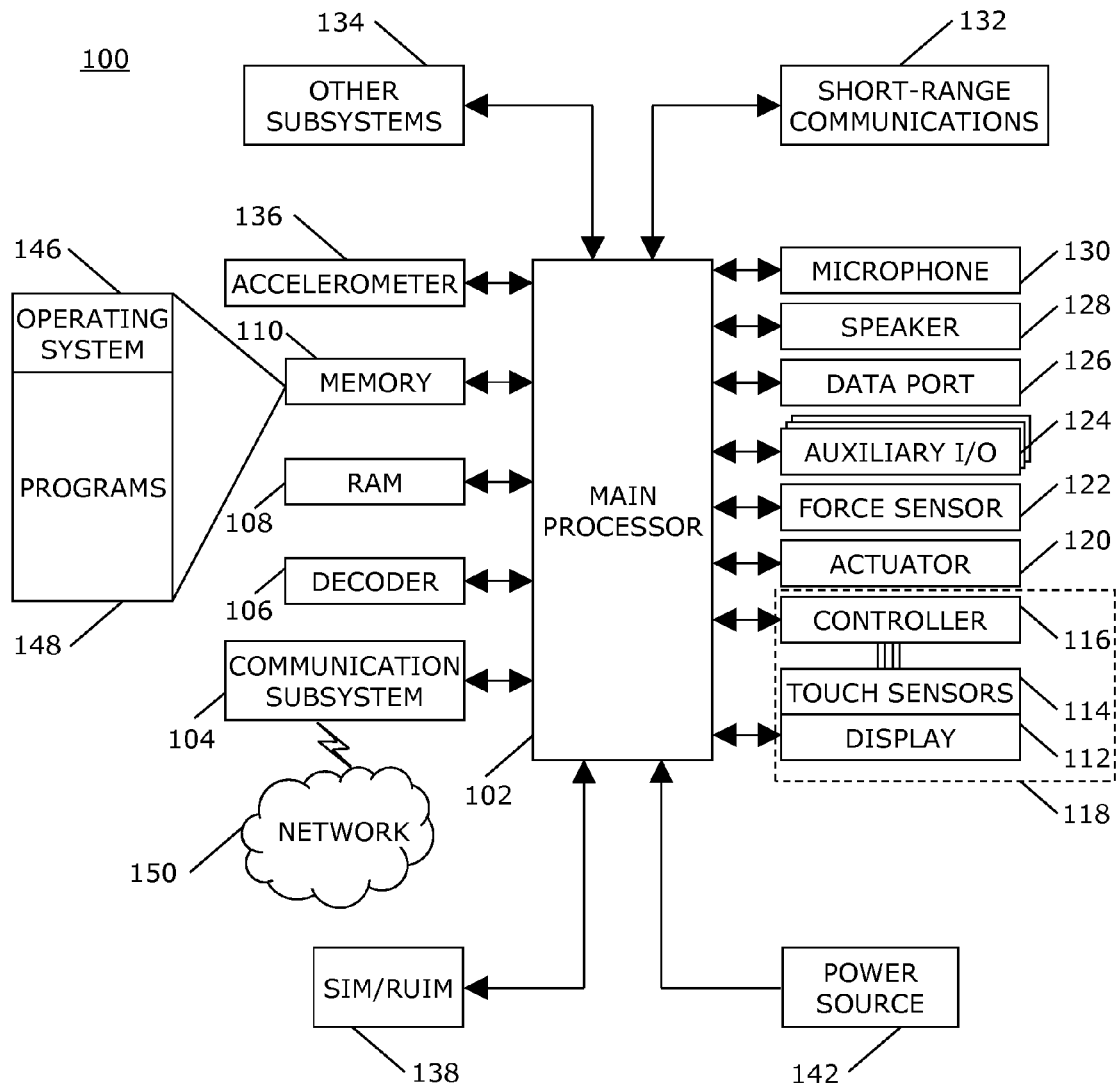 100
134
132
OTHER
SUBSYSTEMS
SHORT-RANGE
COMMUNICATIONS
136
146
ACCELEROMETER
MICROPHONE
130
OPERATING
SYSTEM
110
SPEAKER
128
MEMORY
DATA PORT
126
AUXILIARY I/O
124
PROGRAMS
RAM
108
MAIN
PROCESSOR
FORCE SENSOR
122
ACTUATOR
120
DECODER
106
CONTROLLER
116
148
COMMUNICATION
SUBSYSTEM
104
TOUCH SENSORS
114
DISPLAY
112
102
118
NETWORK
150
SIM/RUIM
138
POWER
SOURCE
142